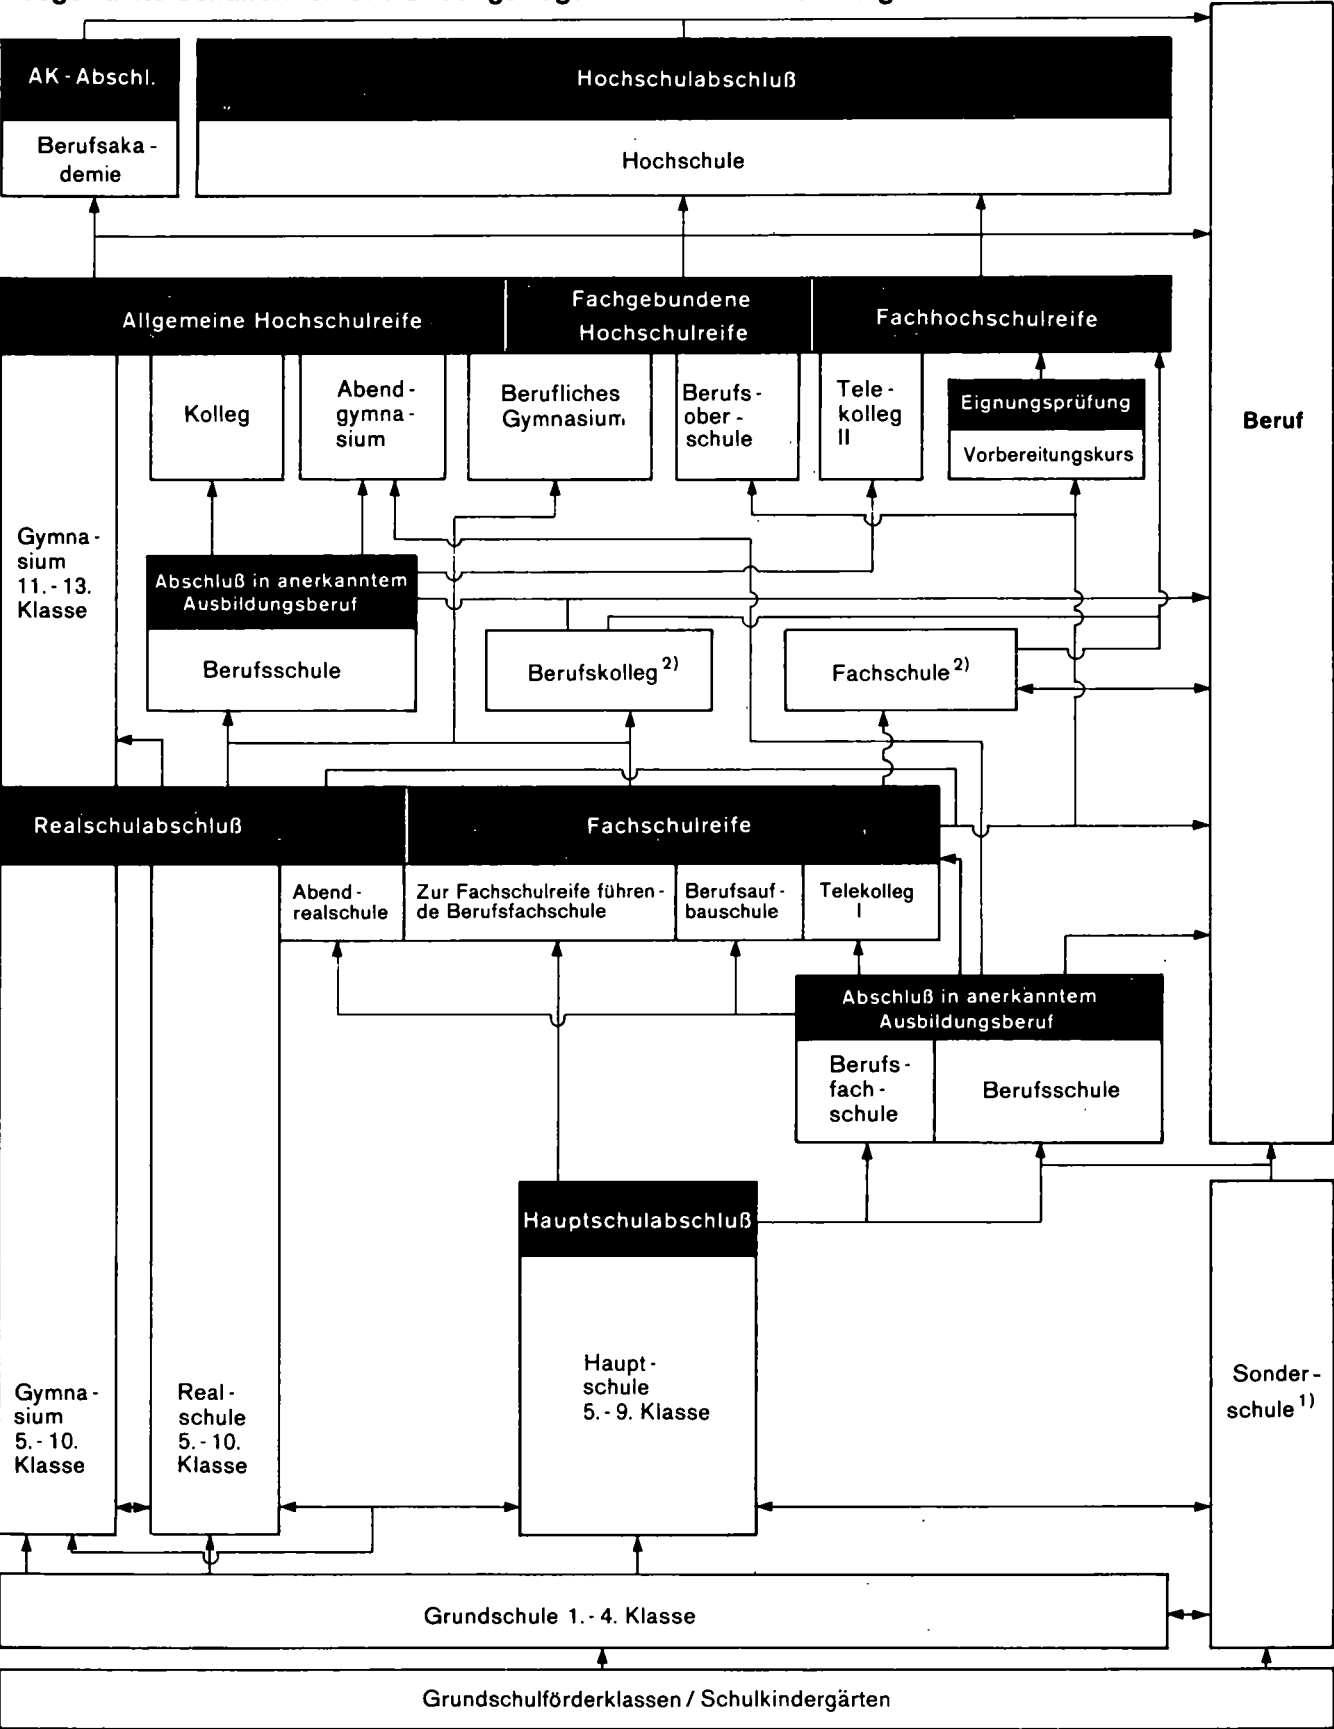 AK-Abschl.
Hochschulabschluß
Berufsaka-
demie
Hochschule
Allgemeine Hochschulreife
Fachgebundene
Hochschulreife
Fachhochschulreife
Kolleg
Abend-
gymna-
sium
Berufliches
Gymnasium
Berufs-
ober-
schule
Tele-
kolleg
II
Eignungsprüfung
Vorbereitungskurs
Beruf
Gymna-
sium
11.-13.
Klasse
Abschluß in anerkanntem
Ausbildungsberuf
Berufsschule
Berufskolleg 2)
Fachschule 2)
Realschulabschluß
Fachschulreife
Abend-
realschule
Zur Fachschulreife führen-
de Berufsfachschule
Berufsauf-
bauschule
Telekolleg
I
Abschluß in anerkanntem
Ausbildungsberuf
Berufs-
fach-
schule
Berufsschule
Hauptschulabschluß
Gymna-
sium
5.-10.
Klasse
Real-
schule
5.-10.
Klasse
Haupt-
schule
5.-9. Klasse
Sonder-
schule 1)
Grundschule 1.-4. Klasse
Grundschulförderklassen / Schulkindergärten